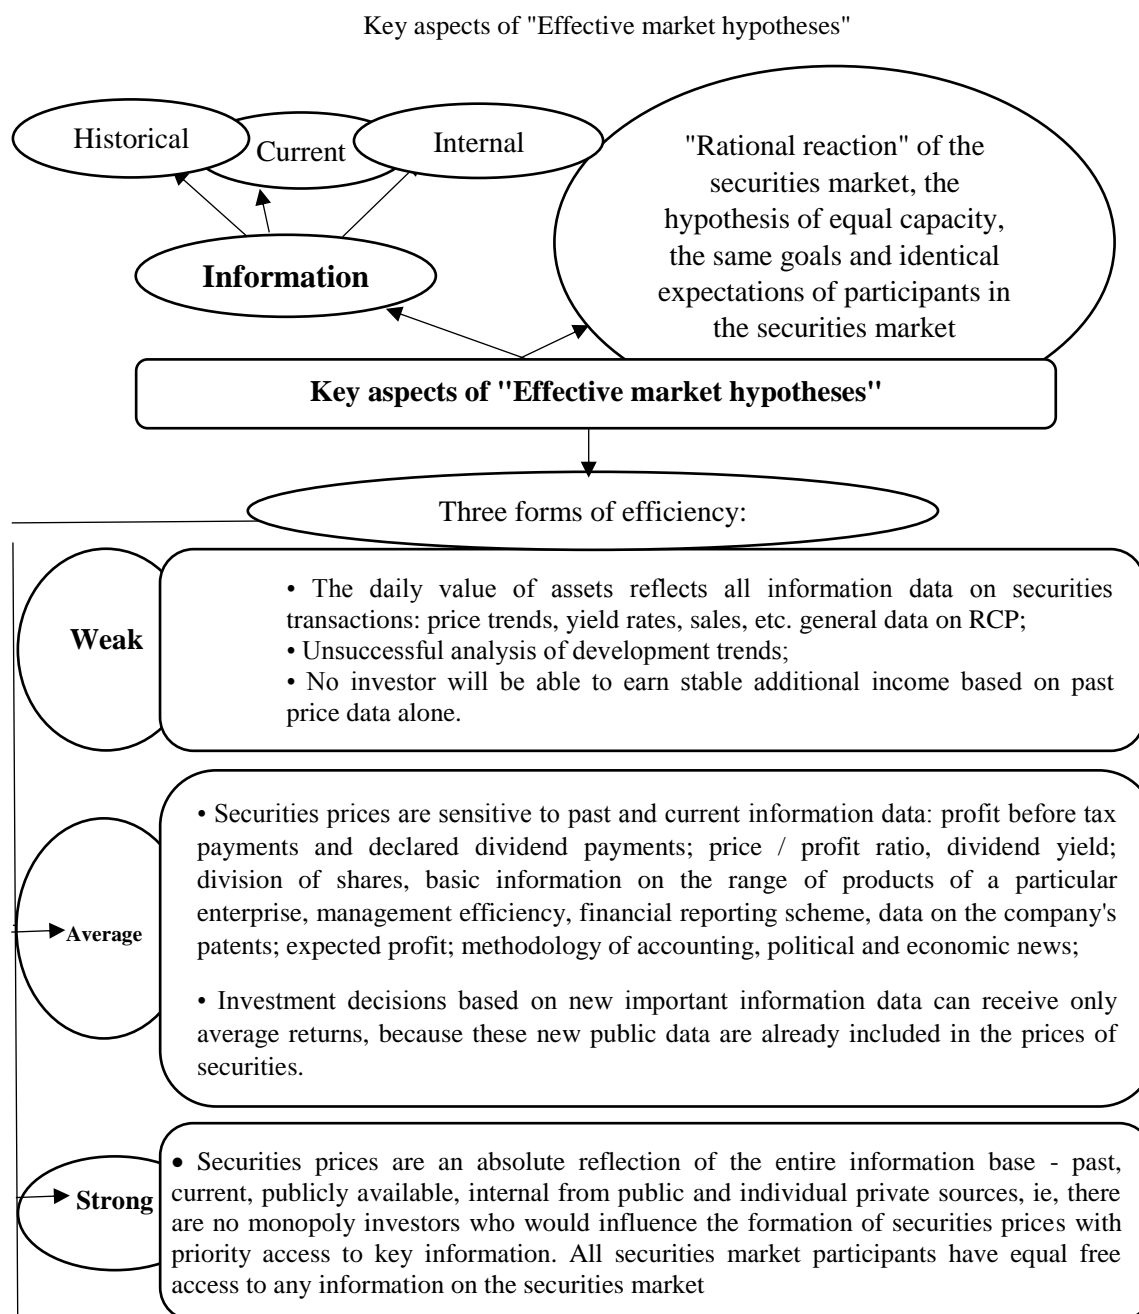 Key aspects of "Effective market hypotheses"
Historical
Current
Internal
Information
"Rational reaction" of the
securities market, the
hypothesis of equal capacity,
the same goals and identical
expectations of participants in
the securities market
Key aspects of "Effective market hypotheses"
Three forms of efficiency:
Weak
• The daily value of assets reflects all information data on securities
transactions: price trends, yield rates, sales, etc. general data on RCP;
• Unsuccessful analysis of development trends;
• No investor will be able to earn stable additional income based on past
price data alone.
Average
• Securities prices are sensitive to past and current information data: profit before tax
payments and declared dividend payments; price / profit ratio, dividend yield;
division of shares, basic information on the range of products of a particular
enterprise, management efficiency, financial reporting scheme, data on the company's
patents; expected profit; methodology of accounting, political and economic news;
• Investment decisions based on new important information data can receive only
average returns, because these new public data are already included in the prices of
securities.
Strong
• Securities prices are an absolute reflection of the entire information base - past,
current, publicly available, internal from public and individual private sources, ie, there
are no monopoly investors who would influence the formation of securities prices with
priority access to key information. All securities market participants have equal free
access to any information on the securities market